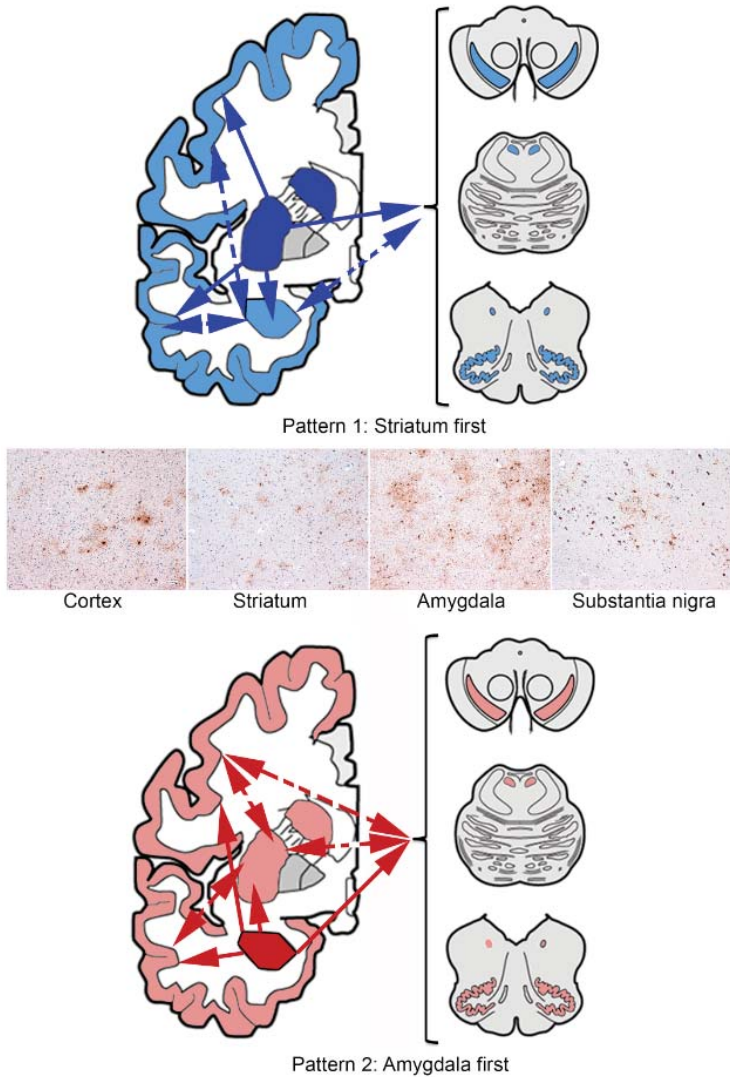 Pattern 1: Striatum first
Cortex
Striatum
Amygdala
Substantia nigra
Pattern 2: Amygdala first